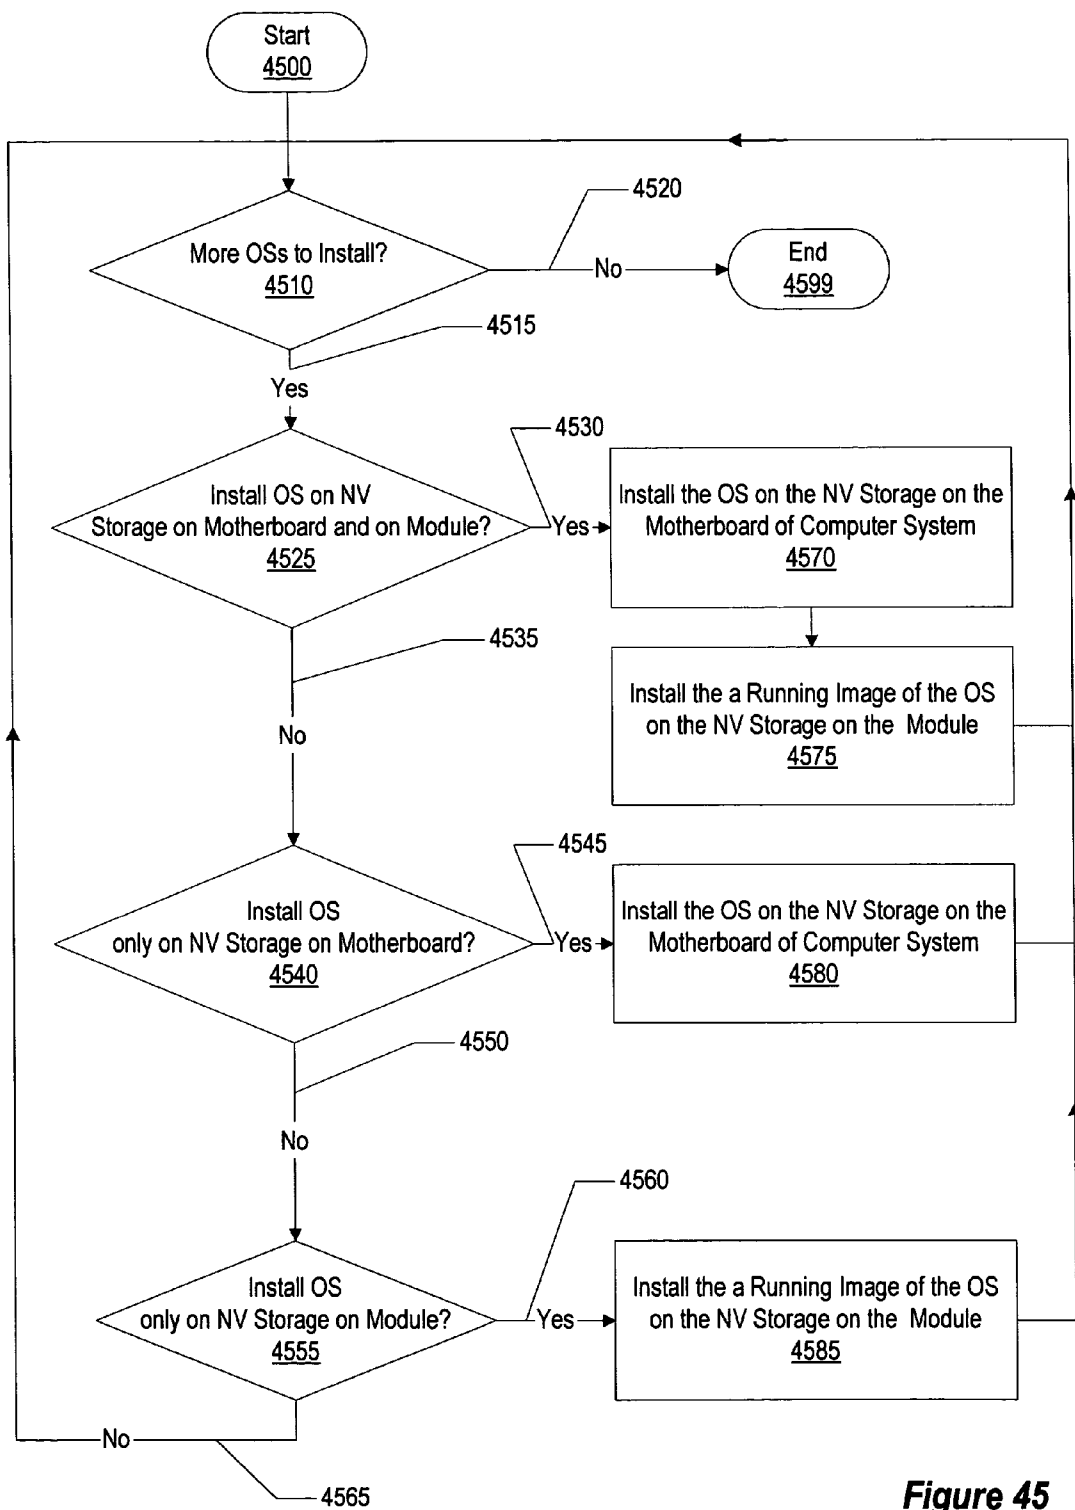 Start
4500
4520
More OSs to Install?
4510
No
End
4599
4515
Yes
4530
Install OS on NV
Storage on Motherboard and on Module?
4525
Yes
Install the OS on the NV Storage on the
Motherboard of Computer System
4570
4535
No
Install the a Running Image of the OS
on the NV Storage on the Module
4575
4545
Install OS
only on NV Storage on Motherboard?
4540
Yes
Install the OS on the NV Storage on the
Motherboard of Computer System
4580
4550
No
4560
Install OS
only on NV Storage on Module?
4555
Yes
Install the a Running Image of the OS
on the NV Storage on the Module
4585
No
4565
Figure 45